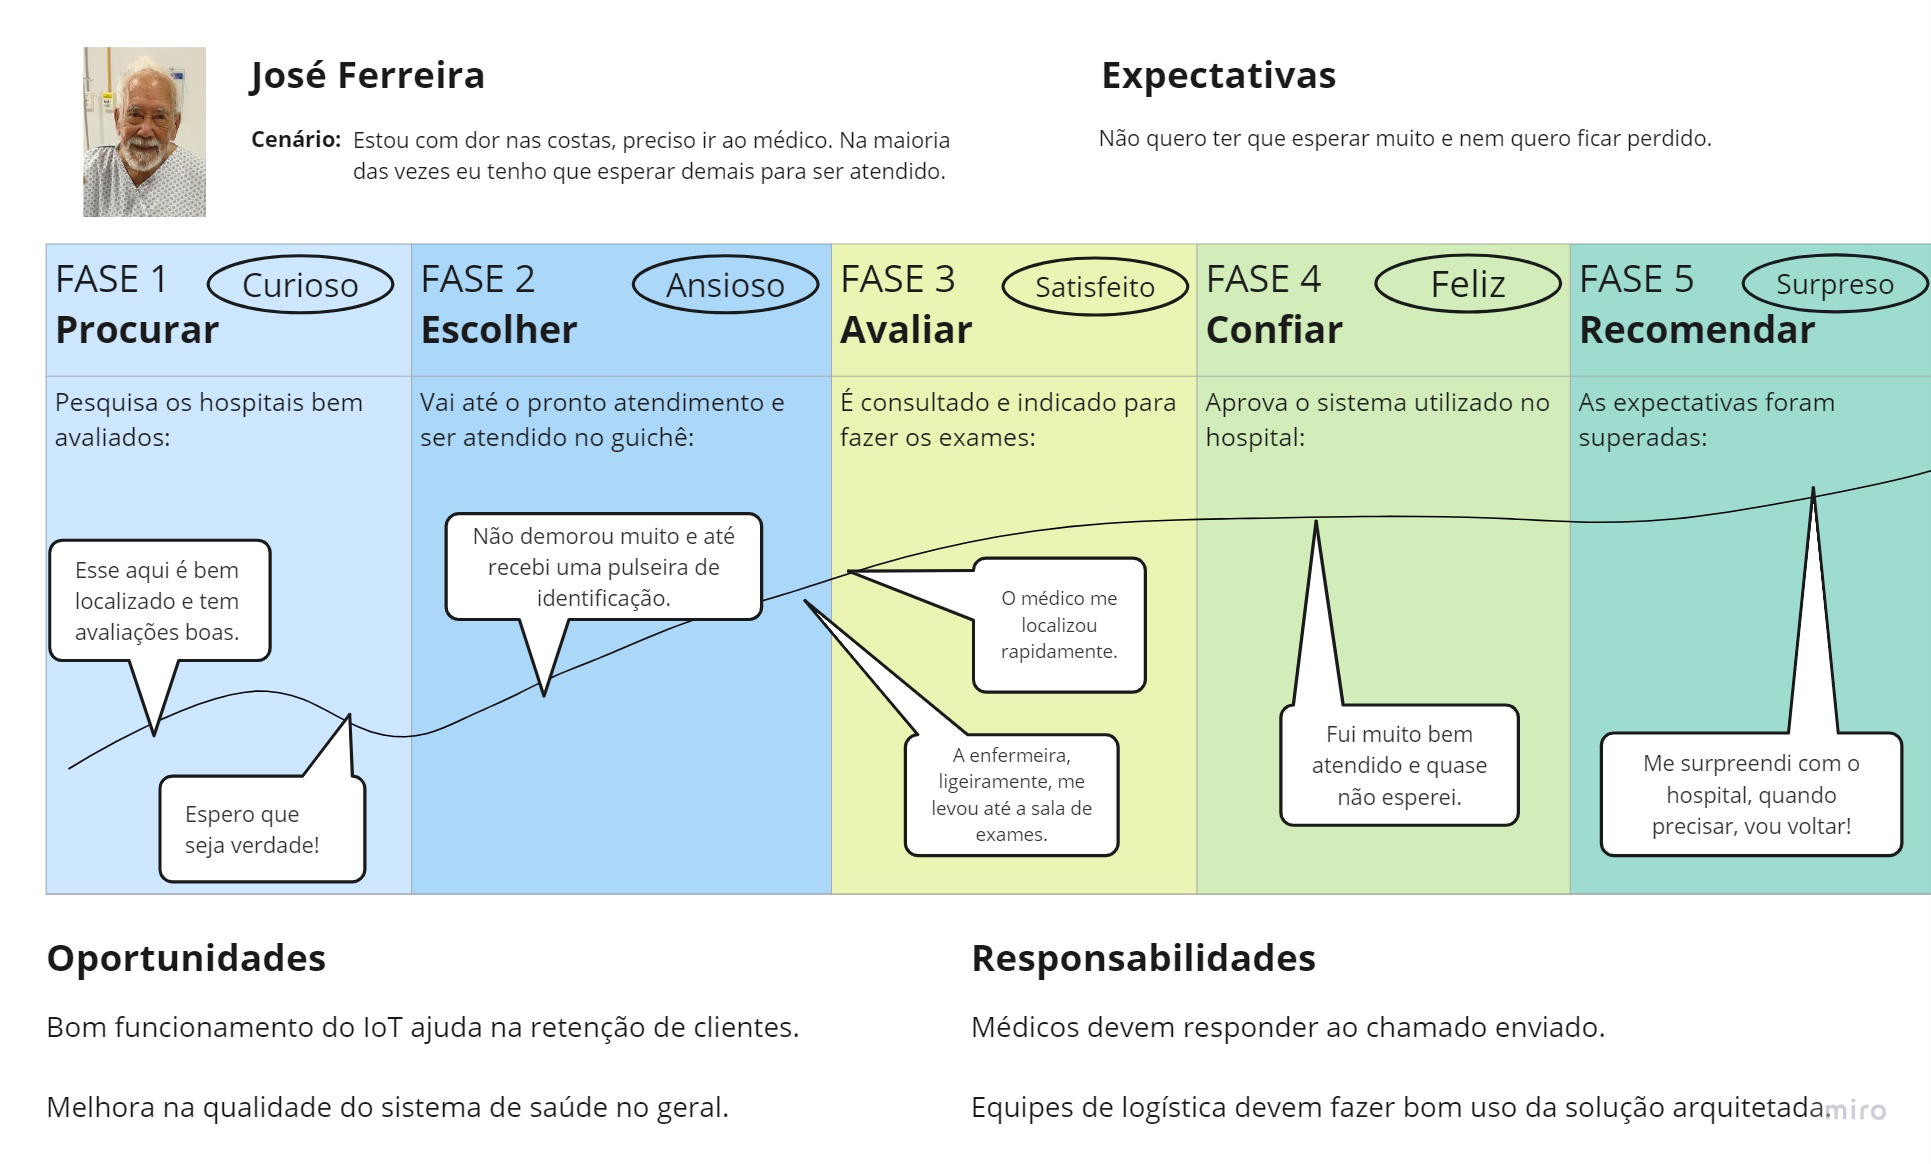 José Ferreira
Cenário: Estou com dor nas costas, preciso ir ao médico. Na maioria
das vezes eu tenho que esperar demais para ser atendido.
Expectativas
Não quero ter que esperar muito e nem quero ficar perdido.
FASE 1
Curioso
Procurar
Pesquisa os hospitais bem
avaliados:
Esse aqui é bem
localizado e tem
avaliações boas.
Espero que
seja verdade!
FASE 2
Ansioso
Escolher
Vai até o pronto atendimento e
ser atendido no guichê:
Não demorou muito e até
recebi uma pulseira de
identificação.
FASE 3
Satisfeito
Avaliar
É consultado e indicado para
fazer os exames:
O médico me
localizou
rapidamente.
A enfermeira,
ligeiramente, me
levou até a sala de
exames.
FASE 4
Feliz
Confiar
Aprova o sistema utilizado no
hospital:
Fui muito bem
atendido e quase
não esperei.
FASE 5
Surpreso
Recomendar
As expectativas foram
superadas:
Me surpreendi com o
hospital, quando
precisar, vou voltar!
Oportunidades
Bom funcionamento do IoT ajuda na retenção de clientes.
Melhora na qualidade do sistema de saúde no geral.
Responsabilidades
Médicos devem responder ao chamado enviado.
Equipes de logística devem fazer bom uso da solução arquitetada.
miro